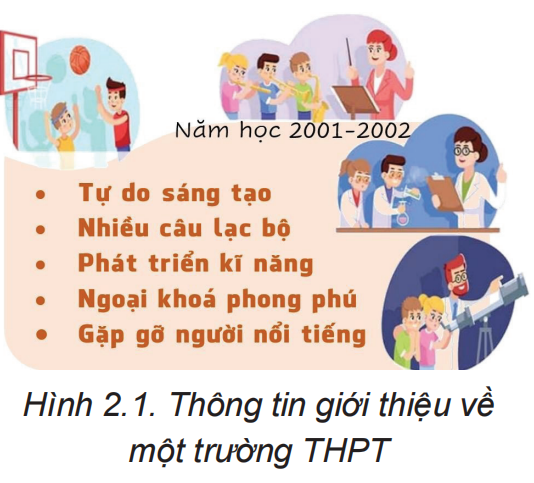 Năm học 2001-2002
• Tự do sáng tạo
• Nhiều câu lạc bộ
• Phát triển kĩ năng
• Ngoại khoá phong phú
• Gặp gỡ người nổi tiếng
Hình 2.1. Thông tin giới thiệu về
một trường THPT